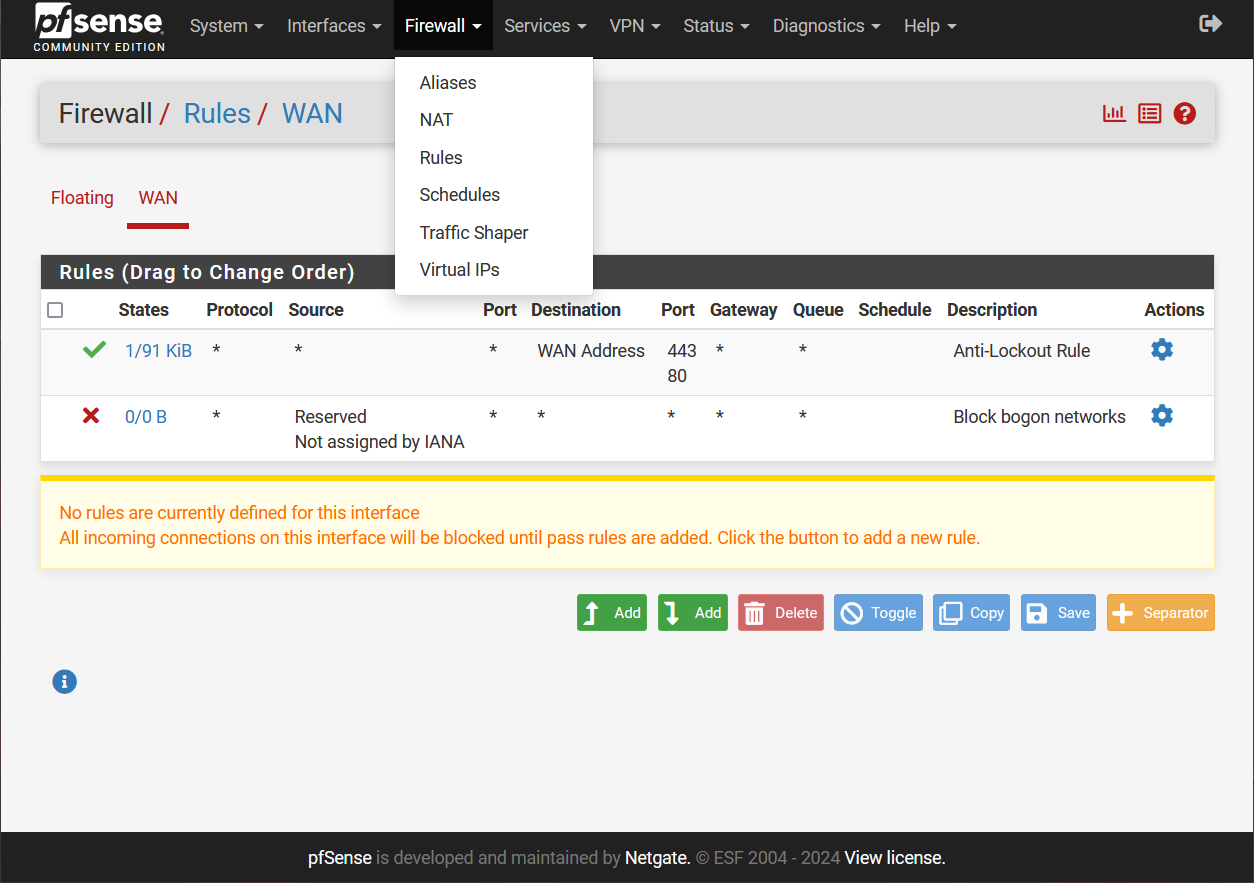 pfsense
COMMUNITY EDITION
System Interfaces Firewall Services VPN Status Diagnostics Help
Aliases
NAT
Rules
Schedules
Traffic Shaper
Virtual IPs
Firewall / Rules / WAN
Floating WAN
Rules (Drag to Change Order)
States Protocol Source Port Destination Port Gateway Queue Schedule Description Actions
1/91 KiB * * * WAN Address 443 * * Anti-Lockout Rule
80
0/0 B * Reserved * * * * * Block bogon networks
Not assigned by IANA
No rules are currently defined for this interface
All incoming connections on this interface will be blocked until pass rules are added. Click the button to add a new rule.
Add Add Delete Toggle Copy Save Separator
pfSense is developed and maintained by Netgate. © ESF 2004 - 2024 View license.